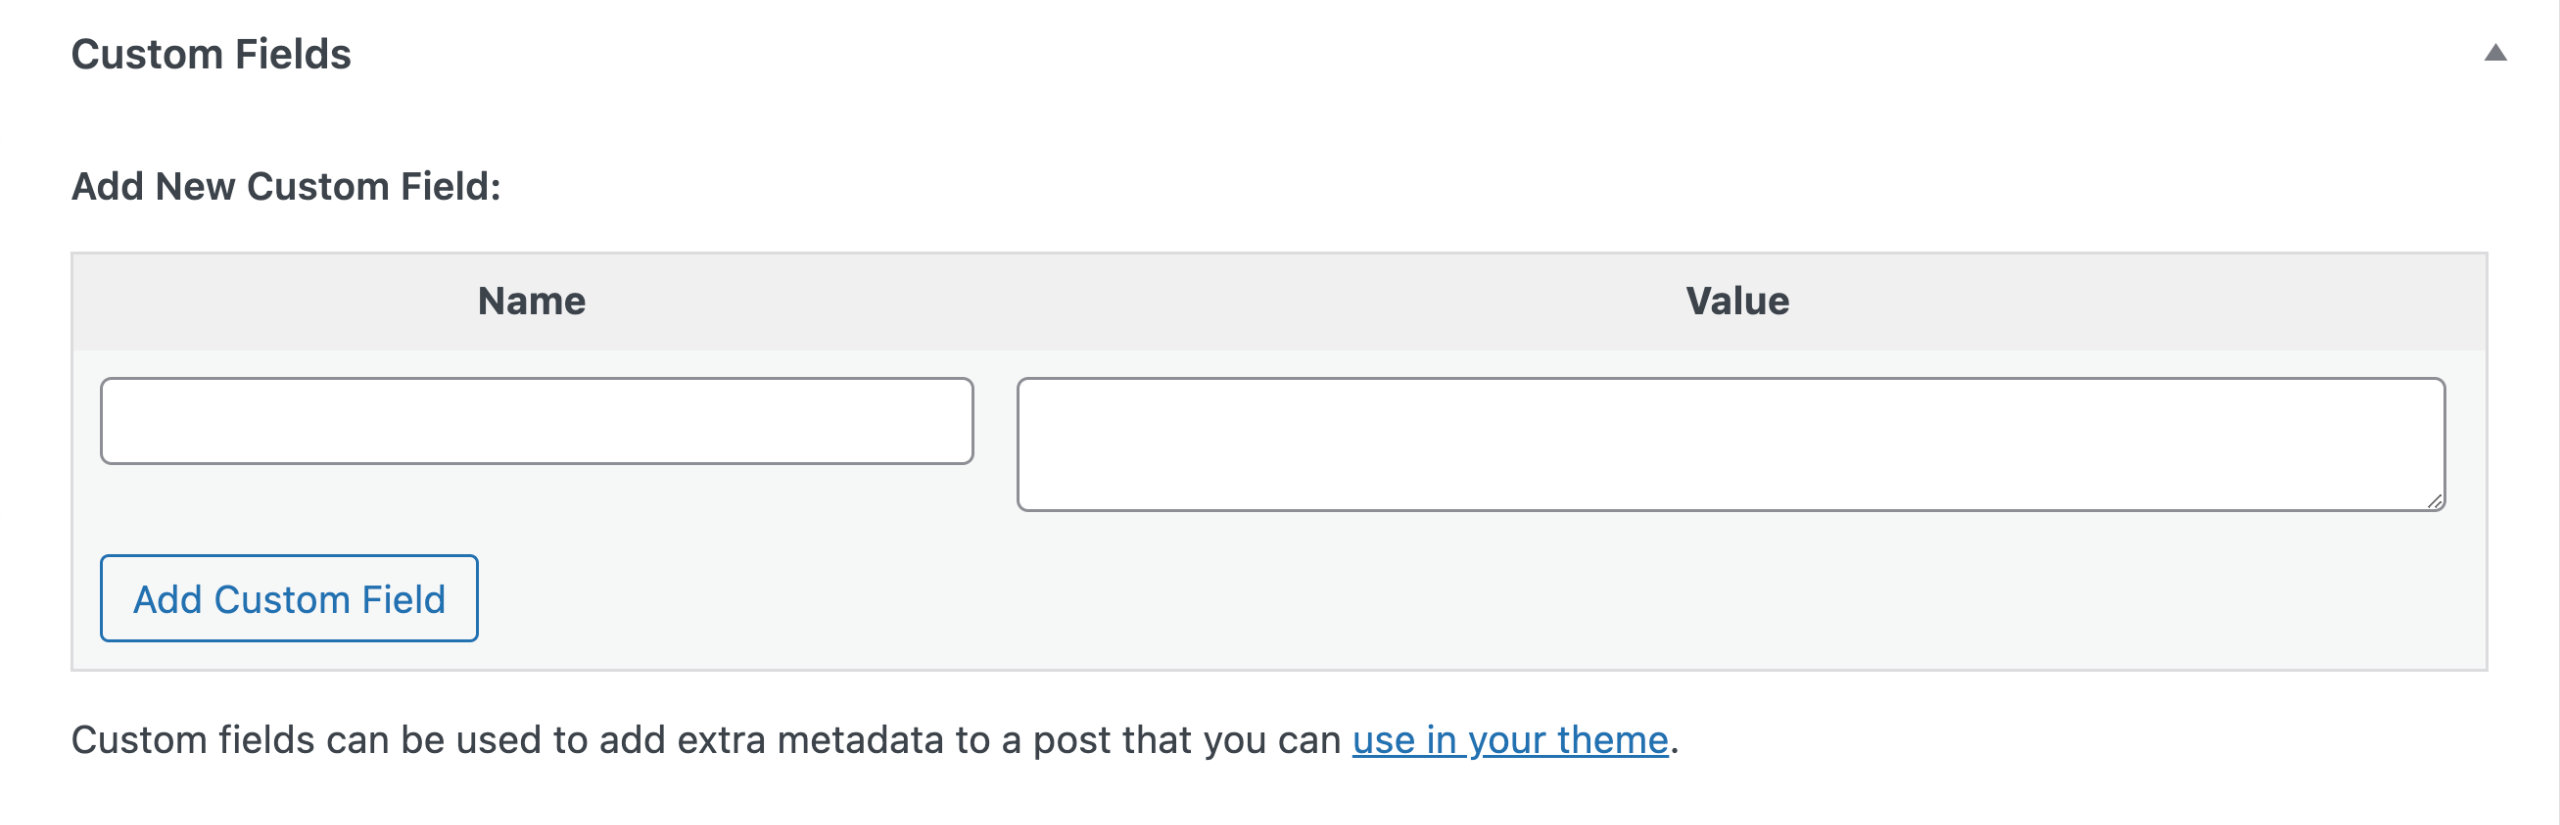 Custom Fields
Add New Custom Field:
Name Value
Add Custom Field
Custom fields can be used to add extra metadata to a post that you can use in your theme.